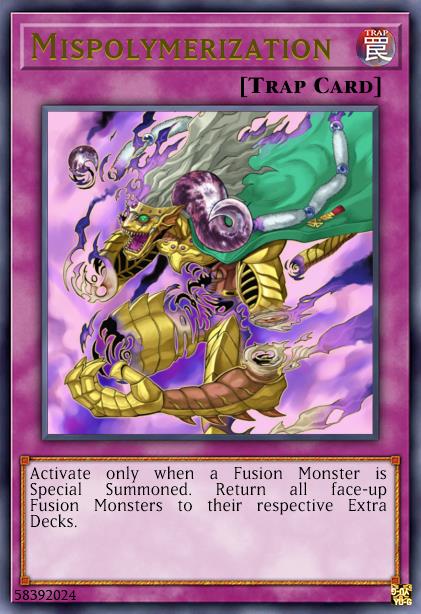 MISPOLYMERIZATION
TRAP
罠
[TRAP CARD]
Activate only when a Fusion Monster is
Special Summoned. Return all face-up
Fusion Monsters to their respective Extra
Decks.
58392024